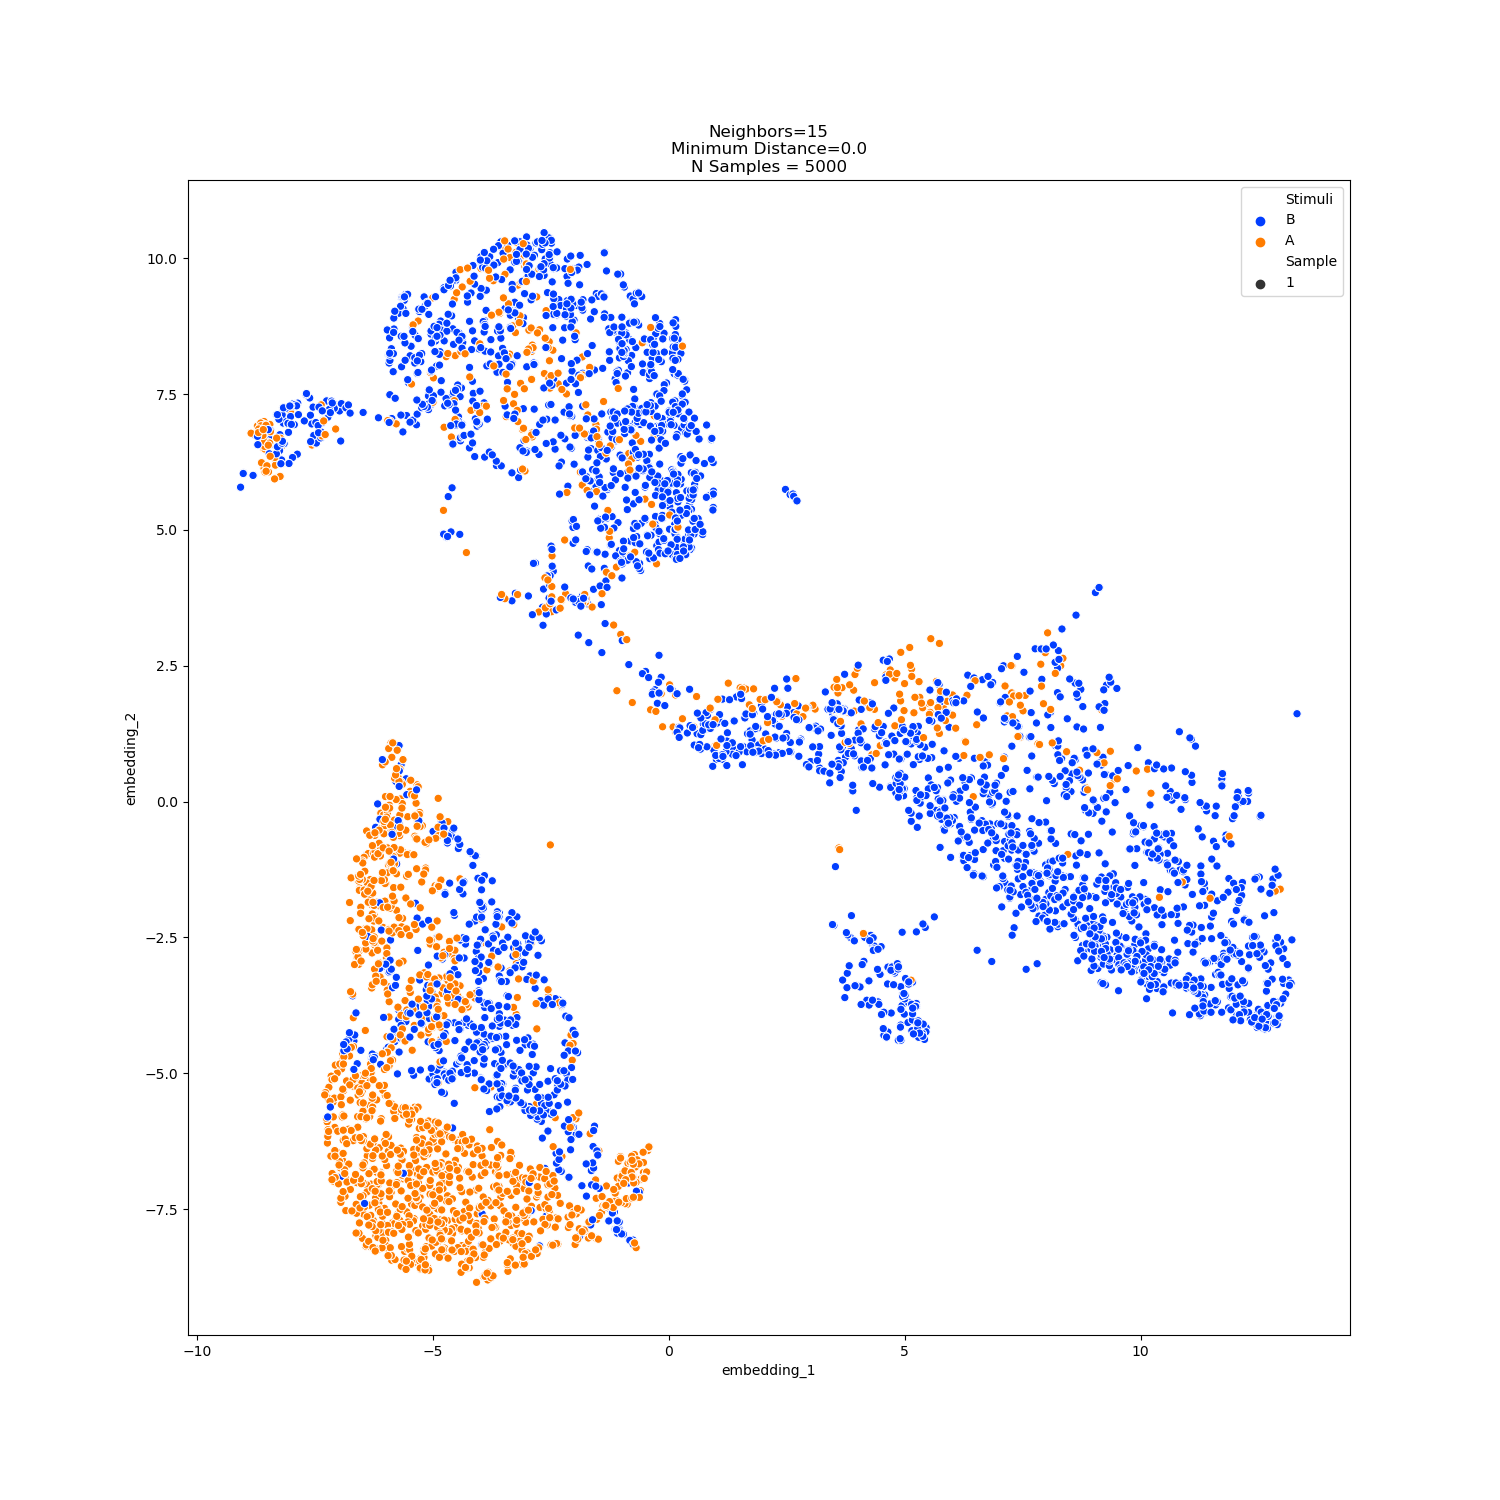 Neighbors=15
Minimum Distance=0.0
N Samples = 5000
Stimuli
B
A
Sample
1
10.0
7.5
5.0
2.5
0.0
−2.5
−5.0
−7.5
embedding_2
−10
−5
0
5
10
embedding_1